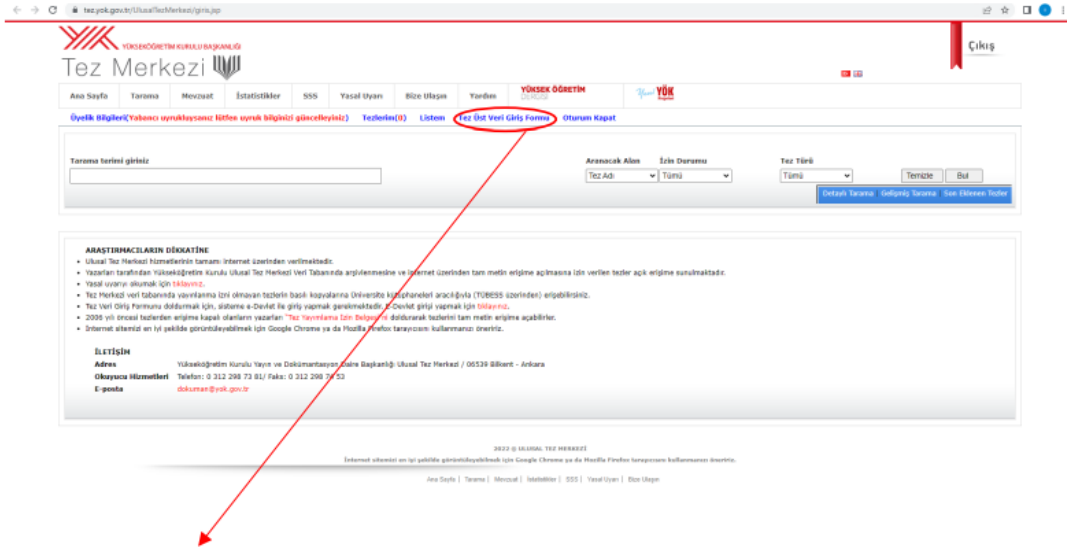 tez.yok.gov.tr/UlusalTezMerkezi/giris.jsp
YÜKSEKÖĞRETİM KURULU BAŞKANLIĞI
Tez Merkezi
Çıkış
Ana Sayfa Tarama Mevzuat İstatistikler SSS Yasal Uyarı Bize Ulaşın Yardım YÜKSEK ÖĞRETİM DERGİSİ YÖK
Üyelik Bilgileri(Yabancı uyrukluysanız lütfen uyruk bilginizi güncelleyiniz) Tezlerim(0) Listem Tez Üst Veri Giriş Formu Oturum Kapat
Tarama terimi giriniz Aranacak Alan İzin Durumu Tez Türü
Tez Adı Tümü Tümü Temizle Bul
Detaylı Tarama Gelişmiş Tarama Son Eklenen Tezler
ARAŞTIRMACILARIN DİKKATİNE
Ulusal Tez Merkezi hizmetlerinin tamamı internet üzerinden verilmektedir.
Yazarları tarafından Yükseköğretim Kurulu Ulusal Tez Merkezi Veri Tabanında arşivlenmesine ve internet üzerinden tam metin erişime açılmasına izin verilen tezler açık erişime sunulmaktadır.
Yasal uyarıyı okumak için tıklayınız.
Tez Merkezi veri tabanında yayınlanma izni olmayan tezlerin basılı kopyalarına Üniversite kütüphaneleri aracılığıyla (TÜBESS üzerinden) erişebilirsiniz.
Tez Veri Giriş Formunu doldurmak için, sisteme e-Devlet ile giriş yapmak gerekmektedir. E-Devlet girişi yapmak için tıklayınız.
2006 yılı öncesi tezlerden erişime kapalı olanların yazarları "Tez Yayımlama İzin Belgesi"ni doldurarak tezlerini tam metin erişime açabilirler.
İnternet sitemizi en iyi şekilde görüntüleyebilmek için Google Chrome ya da Mozilla Firefox tarayıcısını kullanmanızı öneririz.
İLETİŞİM
Adres Yükseköğretim Kurulu Yayın ve Dokümantasyon Daire Başkanlığı Ulusal Tez Merkezi / 06539 Bilkent - Ankara
Okuyucu Hizmetleri Telefon: 0 312 298 73 81/ Faks: 0 312 298 53
E-posta dokuman@yok.gov.tr
2023 @ ULUSAL TEZ MERKEZİ
İnternet sitemizi en iyi şekilde görüntüleyebilmek için Google Chrome ya da Mozilla Firefox tarayıcısını kullanmanızı öneririz.
Ana Sayfa | Tarama | Mevzuat | İstatistikler | SSS | Yasal Uyarı | Bize Ulaşın